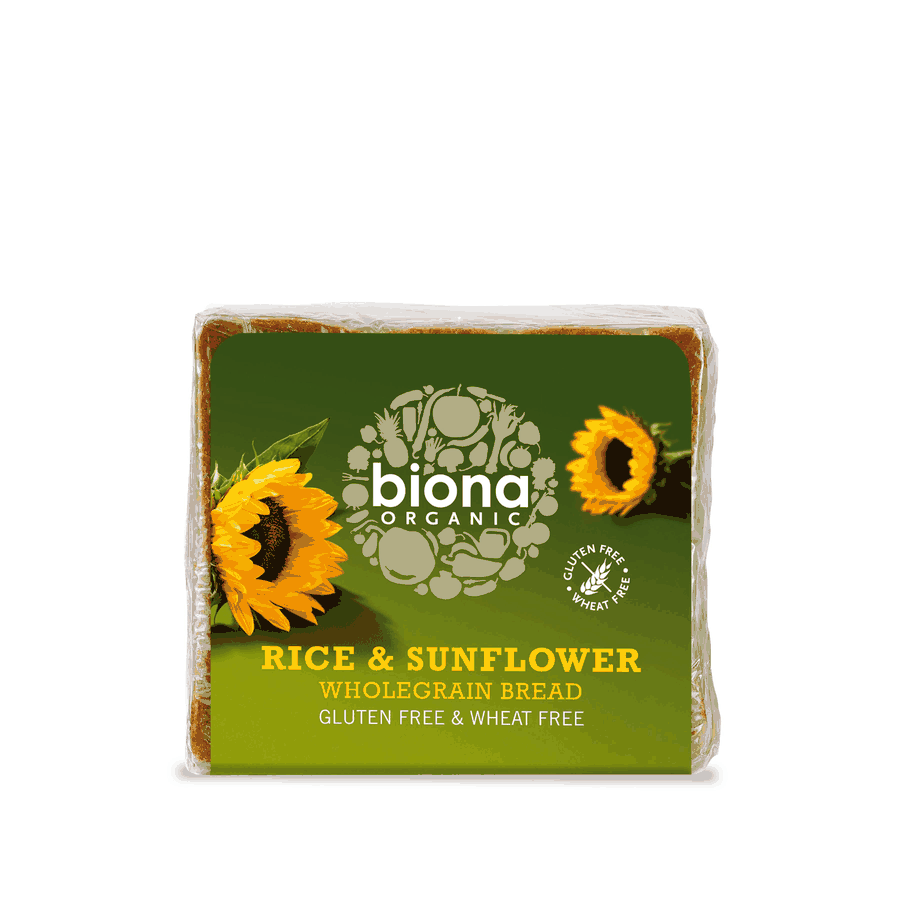 biona
ORGANIC
GLUTEN FREE
WHEAT FREE
RICE & SUNFLOWER
WHOLEGRAIN BREAD
GLUTEN FREE & WHEAT FREE